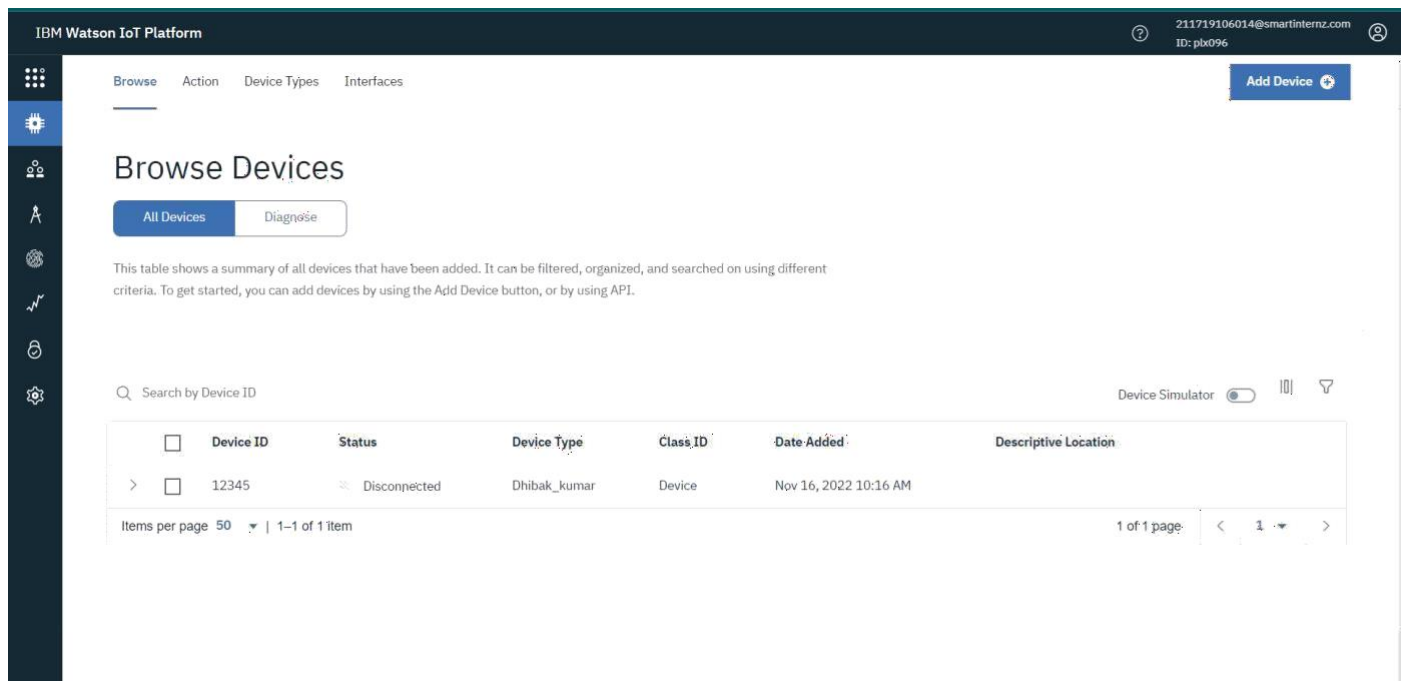 IBM Watson IoT Platform
211719106014@smartinternz.com
ID: plx096
Browse Action Device Types Interfaces
Add Device
Browse Devices
All Devices Diagnose
This table shows a summary of all devices that have been added. It can be filtered, organized, and searched on using different
criteria. To get started, you can add devices by using the Add Device button, or by using API.
Search by Device ID
Device Simulator
Device ID Status Device Type Class ID Date Added Descriptive Location
12345 Disconnected Dhibak_kumar Device Nov 16, 2022 10:16 AM
Items per page 50 | 1–1 of 1 item
1 of 1 page 1